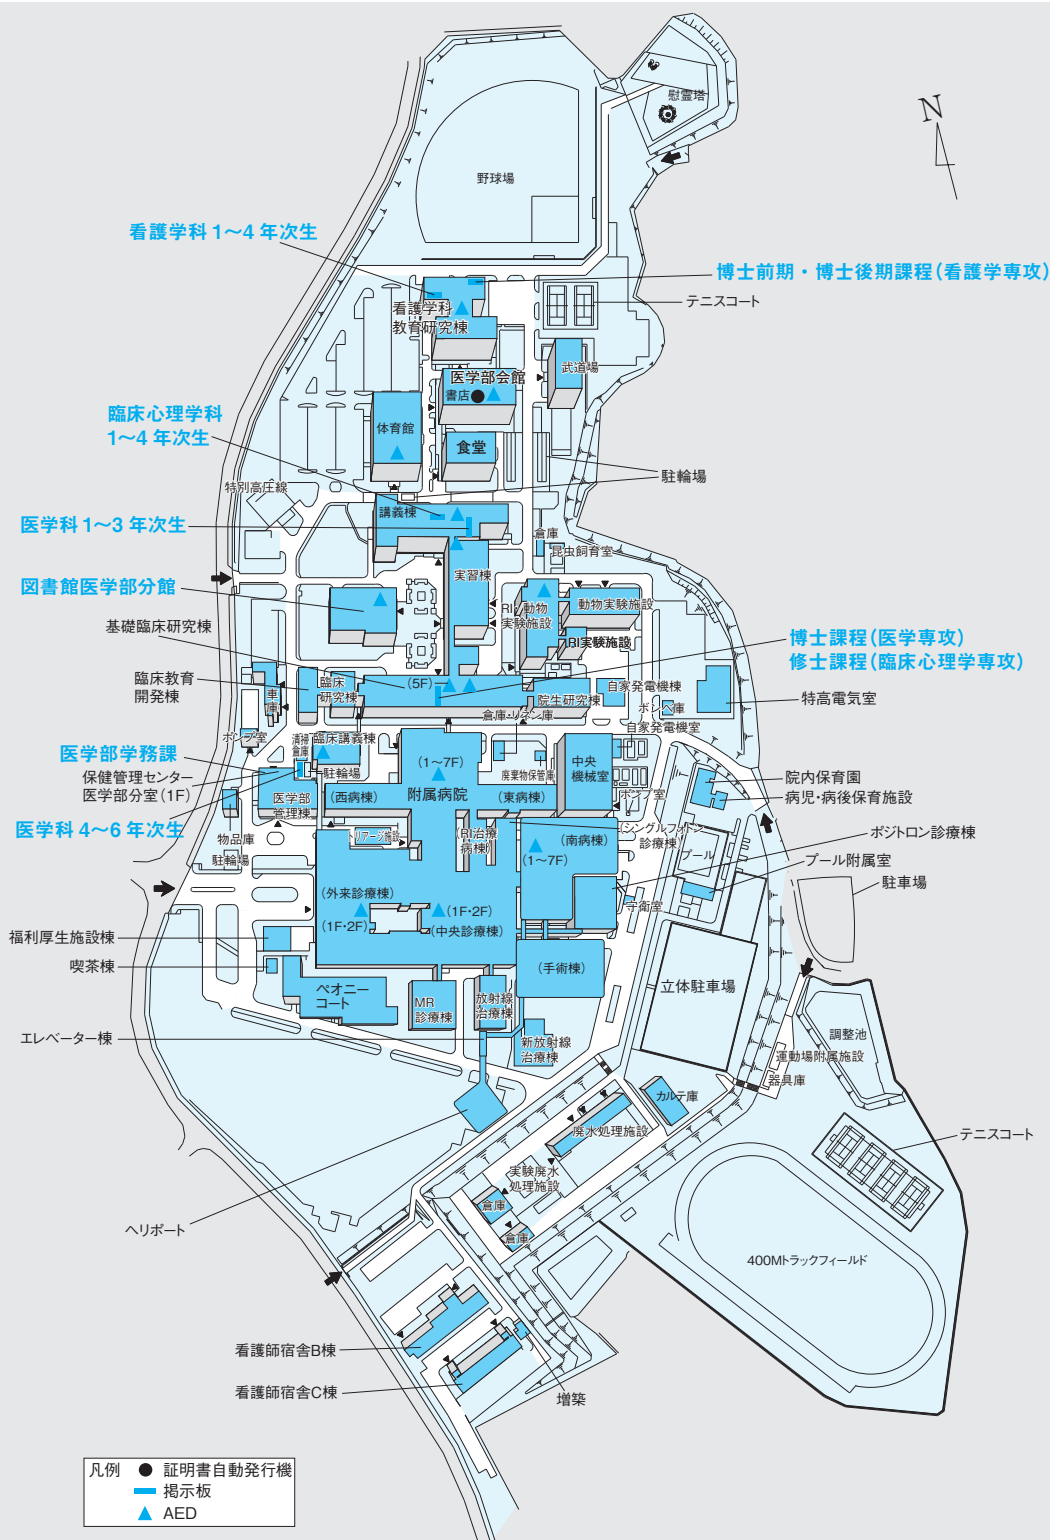 慰霊塔
N
野球場
看護学科 1〜4 年次生
博士前期・博士後期課程(看護学専攻)
テニスコート
看護学科
教育研究棟
武道場
医学部会館
書店
臨床心理学科
1〜4 年次生
体育館
食堂
駐輪場
特別高圧線
講義棟
医学科 1〜3 年次生
倉庫
昆虫飼育室
実習棟
図書館医学部分館
RI・動物
実験施設
動物実験施設
RI実験施設
基礎臨床研究棟
博士課程(医学専攻)
修士課程(臨床心理学専攻)
臨床教育
開発棟
車庫
臨床
研究棟
(5F)
院生研究棟
自家発電機棟
ボンベ庫
特高電気室
倉庫・リネン庫
自家発電機室
ポンプ室
清掃
倉庫
臨床講義棟
医学部学務課
駐輪場
(1〜7F)
廃棄物保管庫
中央
機械室
保健管理センター
医学部分室(1F)
院内保育園
病児・病後保育施設
医学部
管理棟
(西病棟)
附属病院
(東病棟)
ポンプ室
医学科 4〜6 年次生
物品庫
トリアージ施設
(RI治療
病棟)
(シングルフォトン
診療棟)
(南病棟)
(1〜7F)
ポジトロン診療棟
プール
プール附属室
駐輪場
駐車場
(外来診療棟)
守衛室
(1F・2F)
(1F・2F)
(中央診療棟)
福利厚生施設棟
喫茶棟
(手術棟)
ペオニー
コート
MR
診療棟
放射線
治療棟
立体駐車場
エレベーター棟
新放射線
治療棟
調整池
運動場附属施設
器具庫
カルテ庫
廃水処理施設
テニスコート
実験廃水
処理施設
倉庫
倉庫
ヘリポート
400Mトラックフィールド
看護師宿舎B棟
看護師宿舎C棟
増築
凡例
証明書自動発行機
掲示板
AED